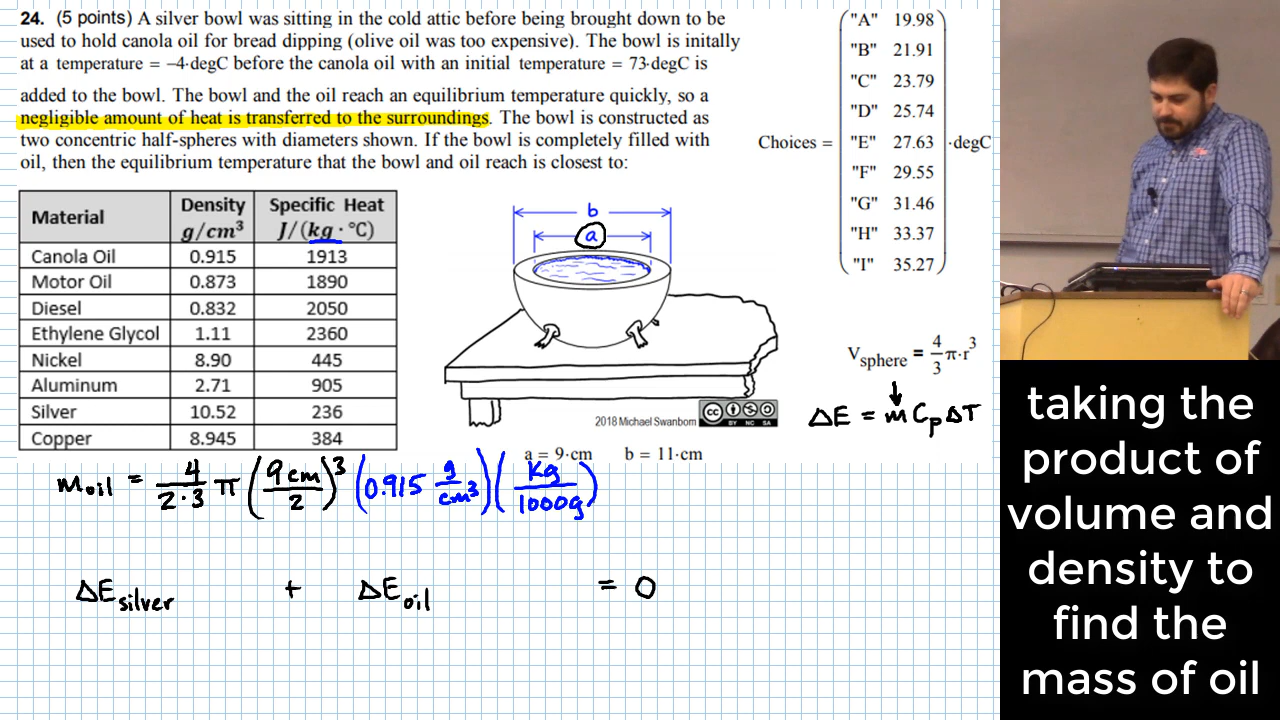 24. (5 points) A silver bowl was sitting in the cold attic before being brought down to be
used to hold canola oil for bread dipping (olive oil was too expensive). The bowl is initally
at a temperature = −4·degC before the canola oil with an initial temperature = 73·degC is
added to the bowl. The bowl and the oil reach an equilibrium temperature quickly, so a
negligible amount of heat is transferred to the surroundings. The bowl is constructed as
two concentric half-spheres with diameters shown. If the bowl is completely filled with
oil, then the equilibrium temperature that the bowl and oil reach is closest to:
Choices =
"A" 19.98
"B" 21.91
"C" 23.79
"D" 25.74
"E" 27.63
"F" 29.55
"G" 31.46
"H" 33.37
"I" 35.27
·degC
Material Density g/cm³ Specific Heat J/(kg · °C)
Canola Oil 0.915 1913
Motor Oil 0.873 1890
Diesel 0.832 2050
Ethylene Glycol 1.11 2360
Nickel 8.90 445
Aluminum 2.71 905
Silver 10.52 236
Copper 8.945 384
b
a
2018 Michael Swanbom
cc BY NC SA
a = 9·cm b = 11·cm
V_sphere = 4/3 π·r³
ΔE = m C_p ΔT
m_oil = 4/(2·3) π (9cm/2)³ (0.915 g/cm³) (kg/1000g)
ΔE_silver + ΔE_oil = 0
taking the
product of
volume and
density to
find the
mass of oil